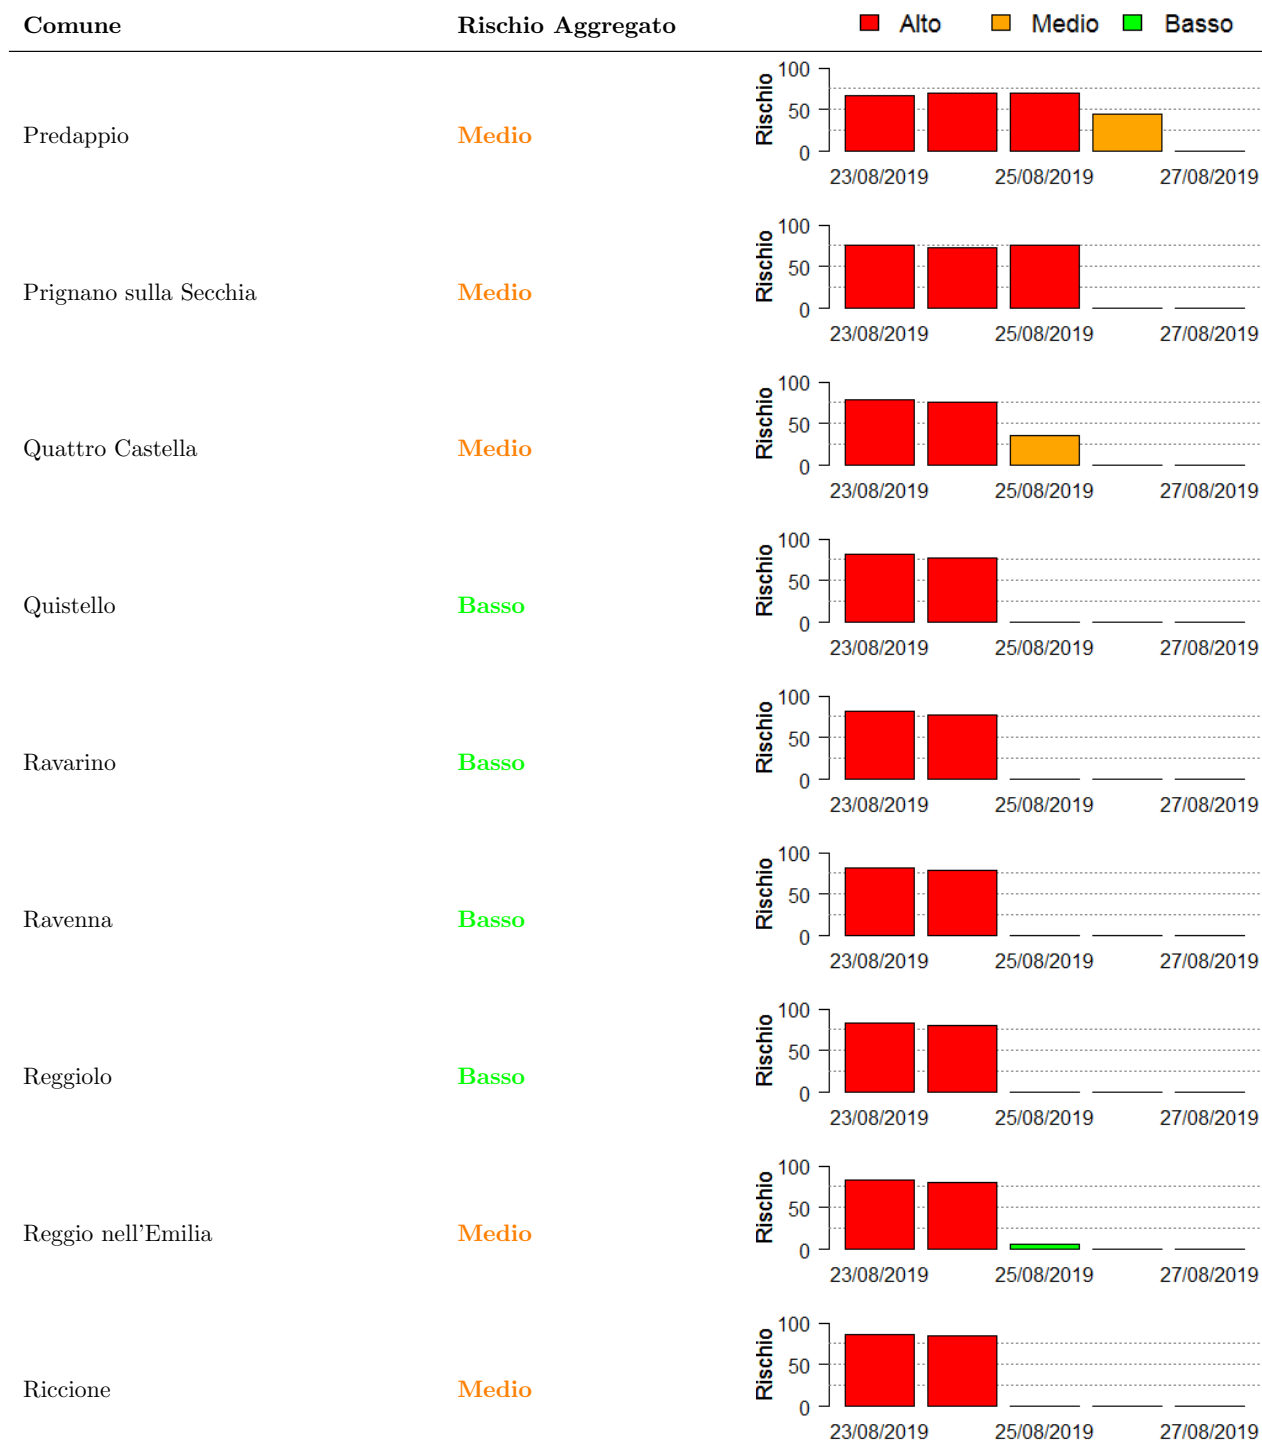 Comune Rischio Aggregato Alto Medio Basso
100
50
0
Rischio
Predappio Medio
23/08/2019 25/08/2019 27/08/2019
100
50
0
Rischio
Prignano sulla Secchia Medio
23/08/2019 25/08/2019 27/08/2019
100
50
0
Rischio
Quattro Castella Medio
23/08/2019 25/08/2019 27/08/2019
100
50
0
Rischio
Quistello Basso
23/08/2019 25/08/2019 27/08/2019
100
50
0
Rischio
Ravarino Basso
23/08/2019 25/08/2019 27/08/2019
100
50
0
Rischio
Ravenna Basso
23/08/2019 25/08/2019 27/08/2019
100
50
0
Rischio
Reggiolo Basso
23/08/2019 25/08/2019 27/08/2019
100
50
0
Rischio
Reggio nell'Emilia Medio
23/08/2019 25/08/2019 27/08/2019
100
50
0
Rischio
Riccione Medio
23/08/2019 25/08/2019 27/08/2019